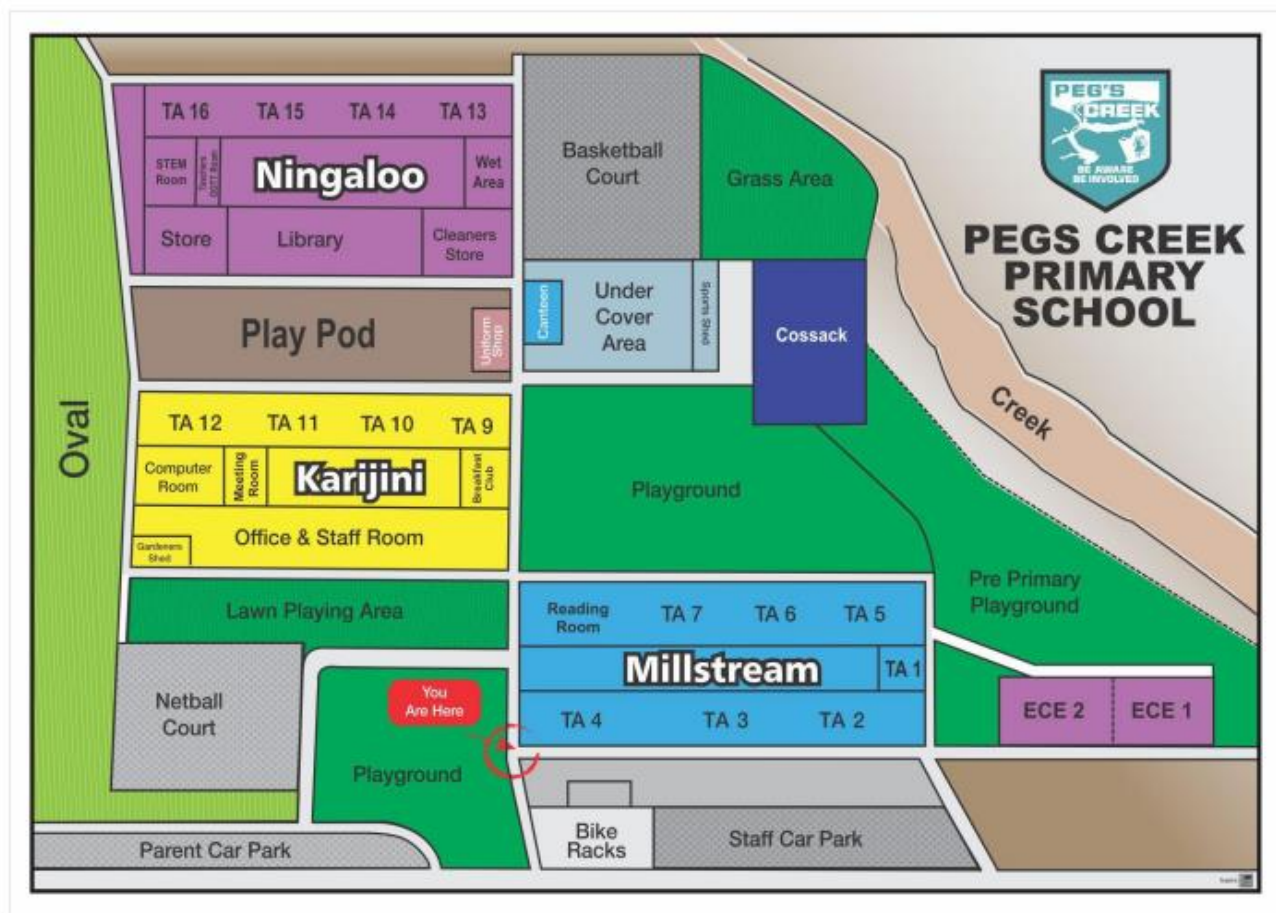 PEG'S
CREEK
BE AWARE
BE INVOLVED
PEGS CREEK
PRIMARY
SCHOOL
TA 16 TA 15 TA 14 TA 13
STEM
Room
Teachers
DOTT Room
Ningaloo
Wet
Area
Store
Library
Cleaners
Store
Basketball
Court
Grass Area
Play Pod
Uniform
Shop
Canteen
Under
Cover
Area
Sports Shed
Cossack
Creek
Oval
TA 12 TA 11 TA 10 TA 9
Computer
Room
Meeting
Room
Karijini
Breakfast
Club
Office & Staff Room
Gardeners
Shed
Playground
Pre Primary
Playground
Lawn Playing Area
Reading
Room
TA 7 TA 6 TA 5
Millstream
TA 1
TA 4 TA 3 TA 2
ECE 2 ECE 1
Netball
Court
You
Are Here
Playground
Bike
Racks
Staff Car Park
Parent Car Park